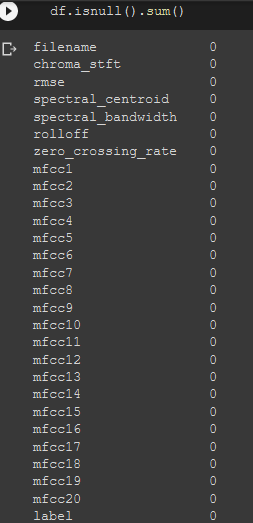 df.isnull().sum()
filename 0
chroma_stft 0
rmse 0
spectral_centroid 0
spectral_bandwidth 0
rolloff 0
zero_crossing_rate 0
mfcc1 0
mfcc2 0
mfcc3 0
mfcc4 0
mfcc5 0
mfcc6 0
mfcc7 0
mfcc8 0
mfcc9 0
mfcc10 0
mfcc11 0
mfcc12 0
mfcc13 0
mfcc14 0
mfcc15 0
mfcc16 0
mfcc17 0
mfcc18 0
mfcc19 0
mfcc20 0
label 0